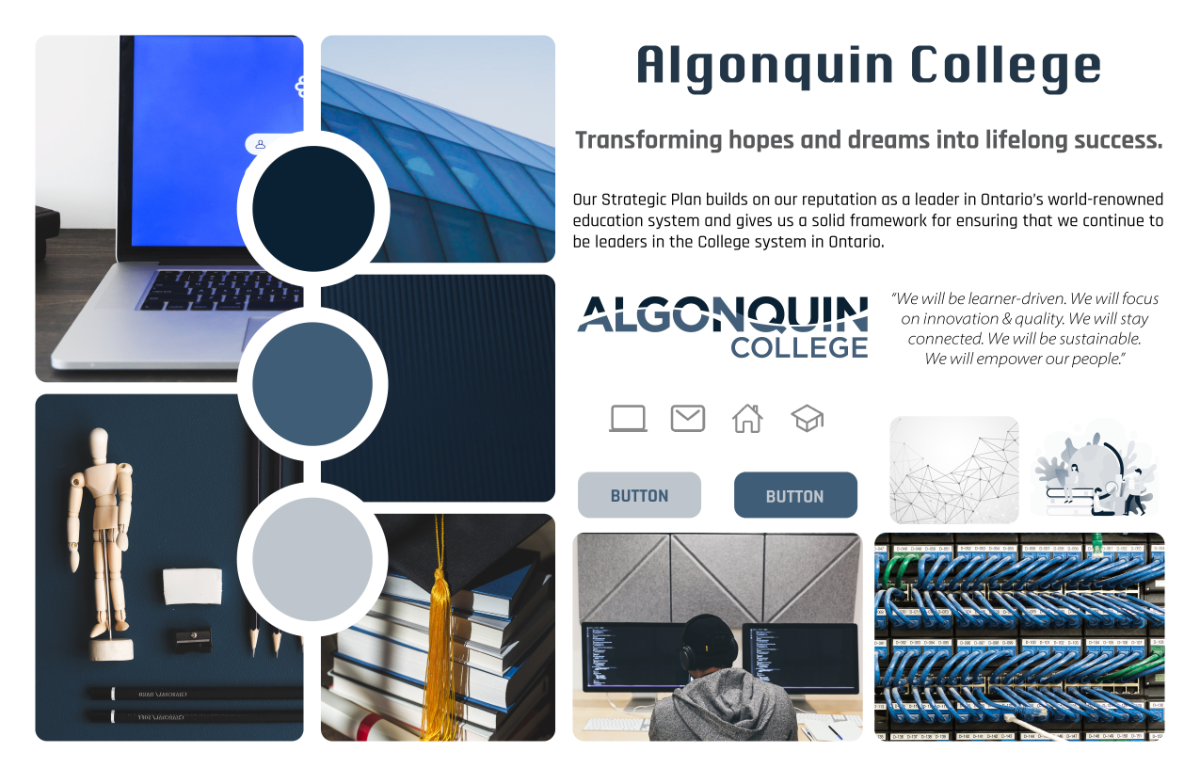 Algonquin College
Transforming hopes and dreams into lifelong success.
Our Strategic Plan builds on our reputation as a leader in Ontario's world-renowned
education system and gives us a solid framework for ensuring that we continue to
be leaders in the College system in Ontario.
ALGONQUIN
COLLEGE
"We will be learner-driven. We will focus
on innovation & quality. We will stay
connected. We will be sustainable.
We will empower our people."
BUTTON
BUTTON